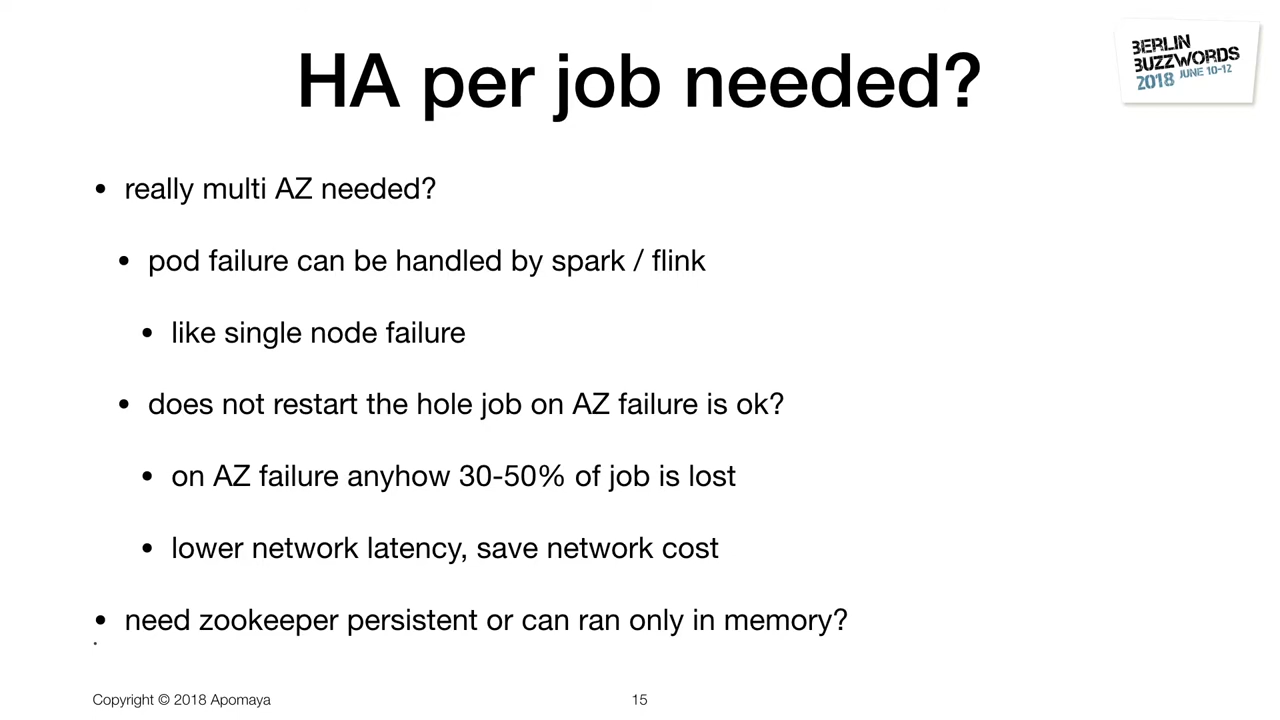 BERLIN
BUZZWORDS
2018 JUNE 10-12
HA per job needed?
• really multi AZ needed?
• pod failure can be handled by spark / flink
• like single node failure
• does not restart the hole job on AZ failure is ok?
• on AZ failure anyhow 30-50% of job is lost
• lower network latency, save network cost
• need zookeeper persistent or can ran only in memory?
Copyright © 2018 Apomaya
15